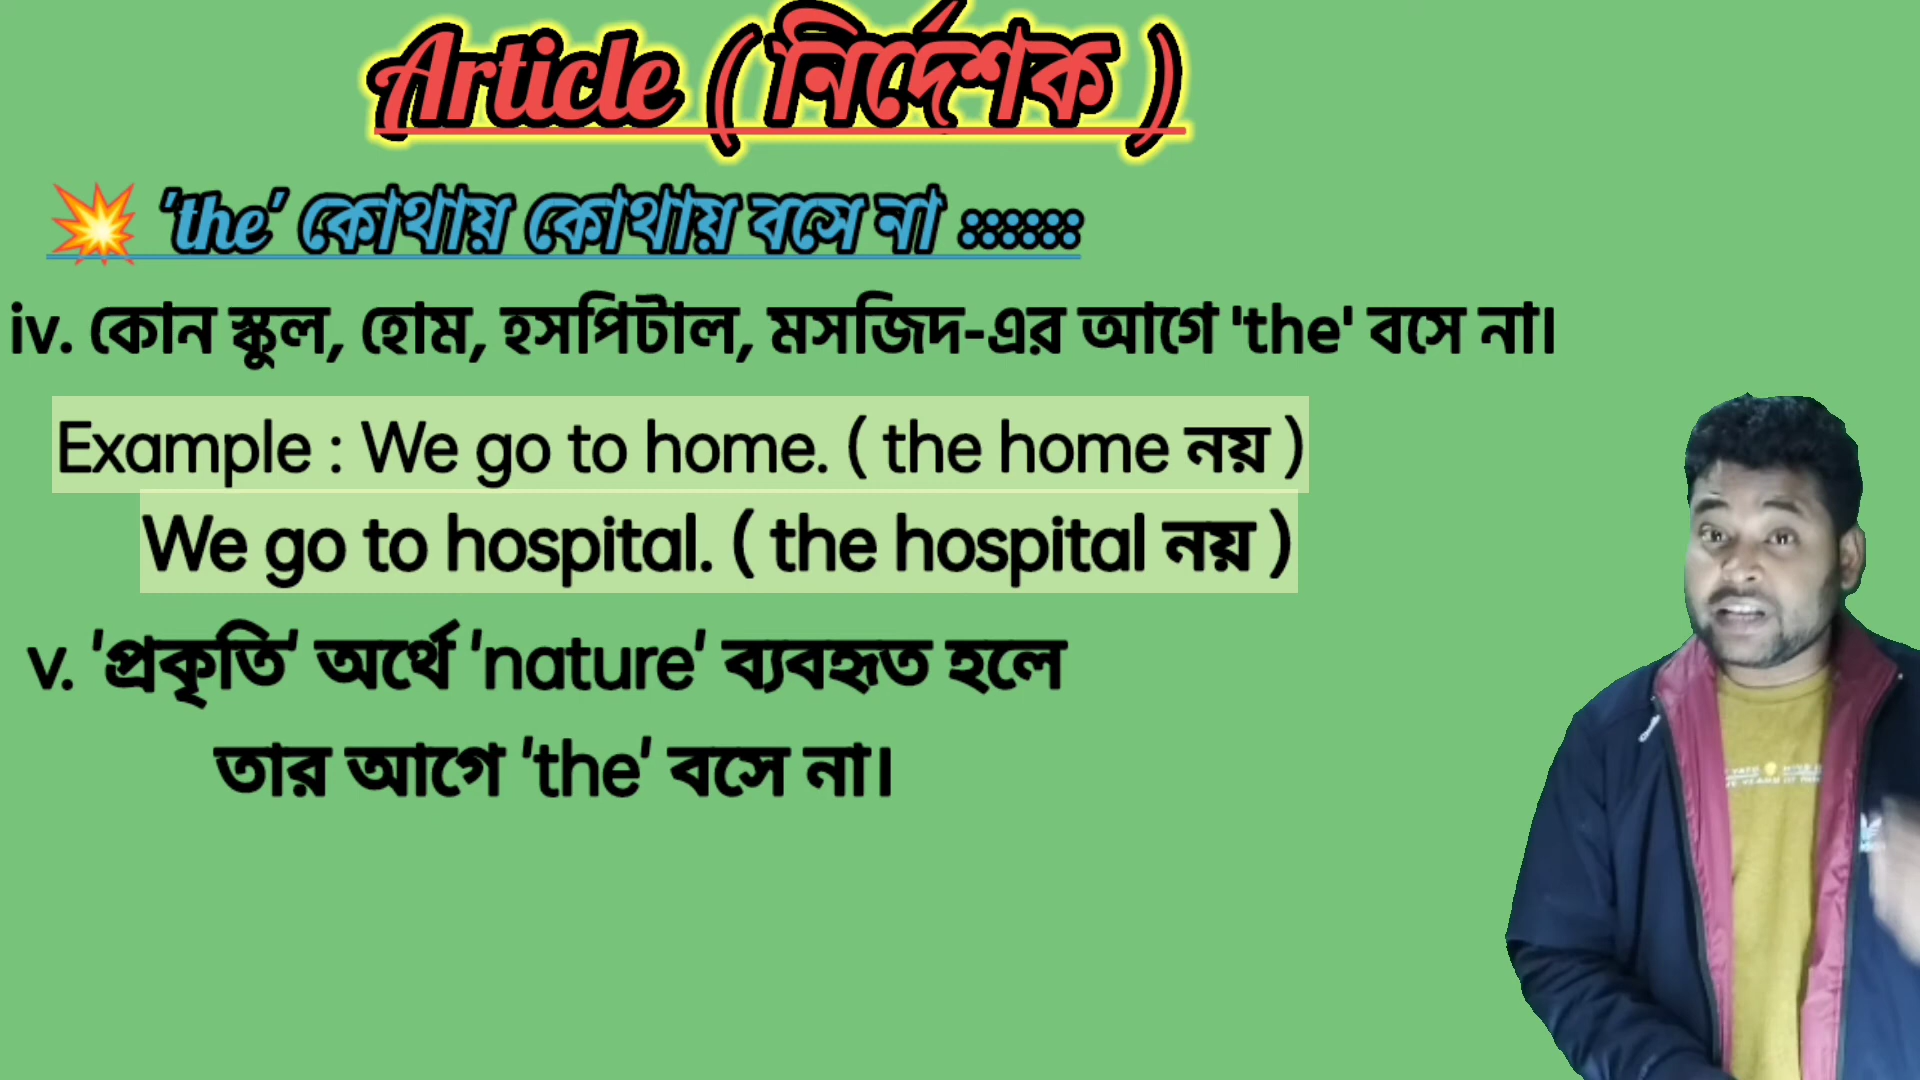 Article ( নির্দেশক )
💥 'the' কোথায় কোথায় বসে না ::::::
iv. কোন স্কুল, হোম, হসপিটাল, মসজিদ-এর আগে 'the' বসে না।
Example : We go to home. ( the home নয় )
We go to hospital. ( the hospital নয় )
v. 'প্রকৃতি' অর্থে 'nature' ব্যবহৃত হলে
তার আগে 'the' বসে না।